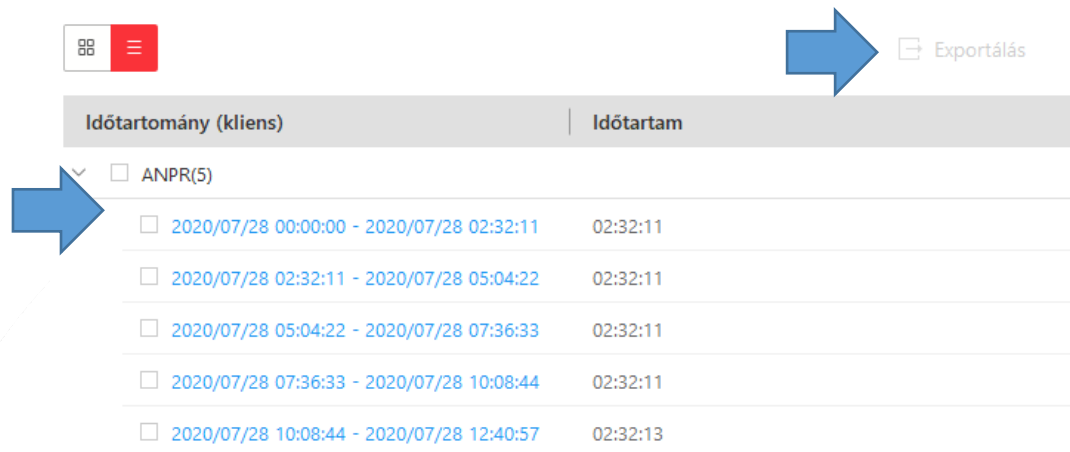 Exportálás
Időtartomány (kliens) Időtartam
ANPR(5)
2020/07/28 00:00:00 - 2020/07/28 02:32:11 02:32:11
2020/07/28 02:32:11 - 2020/07/28 05:04:22 02:32:11
2020/07/28 05:04:22 - 2020/07/28 07:36:33 02:32:11
2020/07/28 07:36:33 - 2020/07/28 10:08:44 02:32:11
2020/07/28 10:08:44 - 2020/07/28 12:40:57 02:32:13